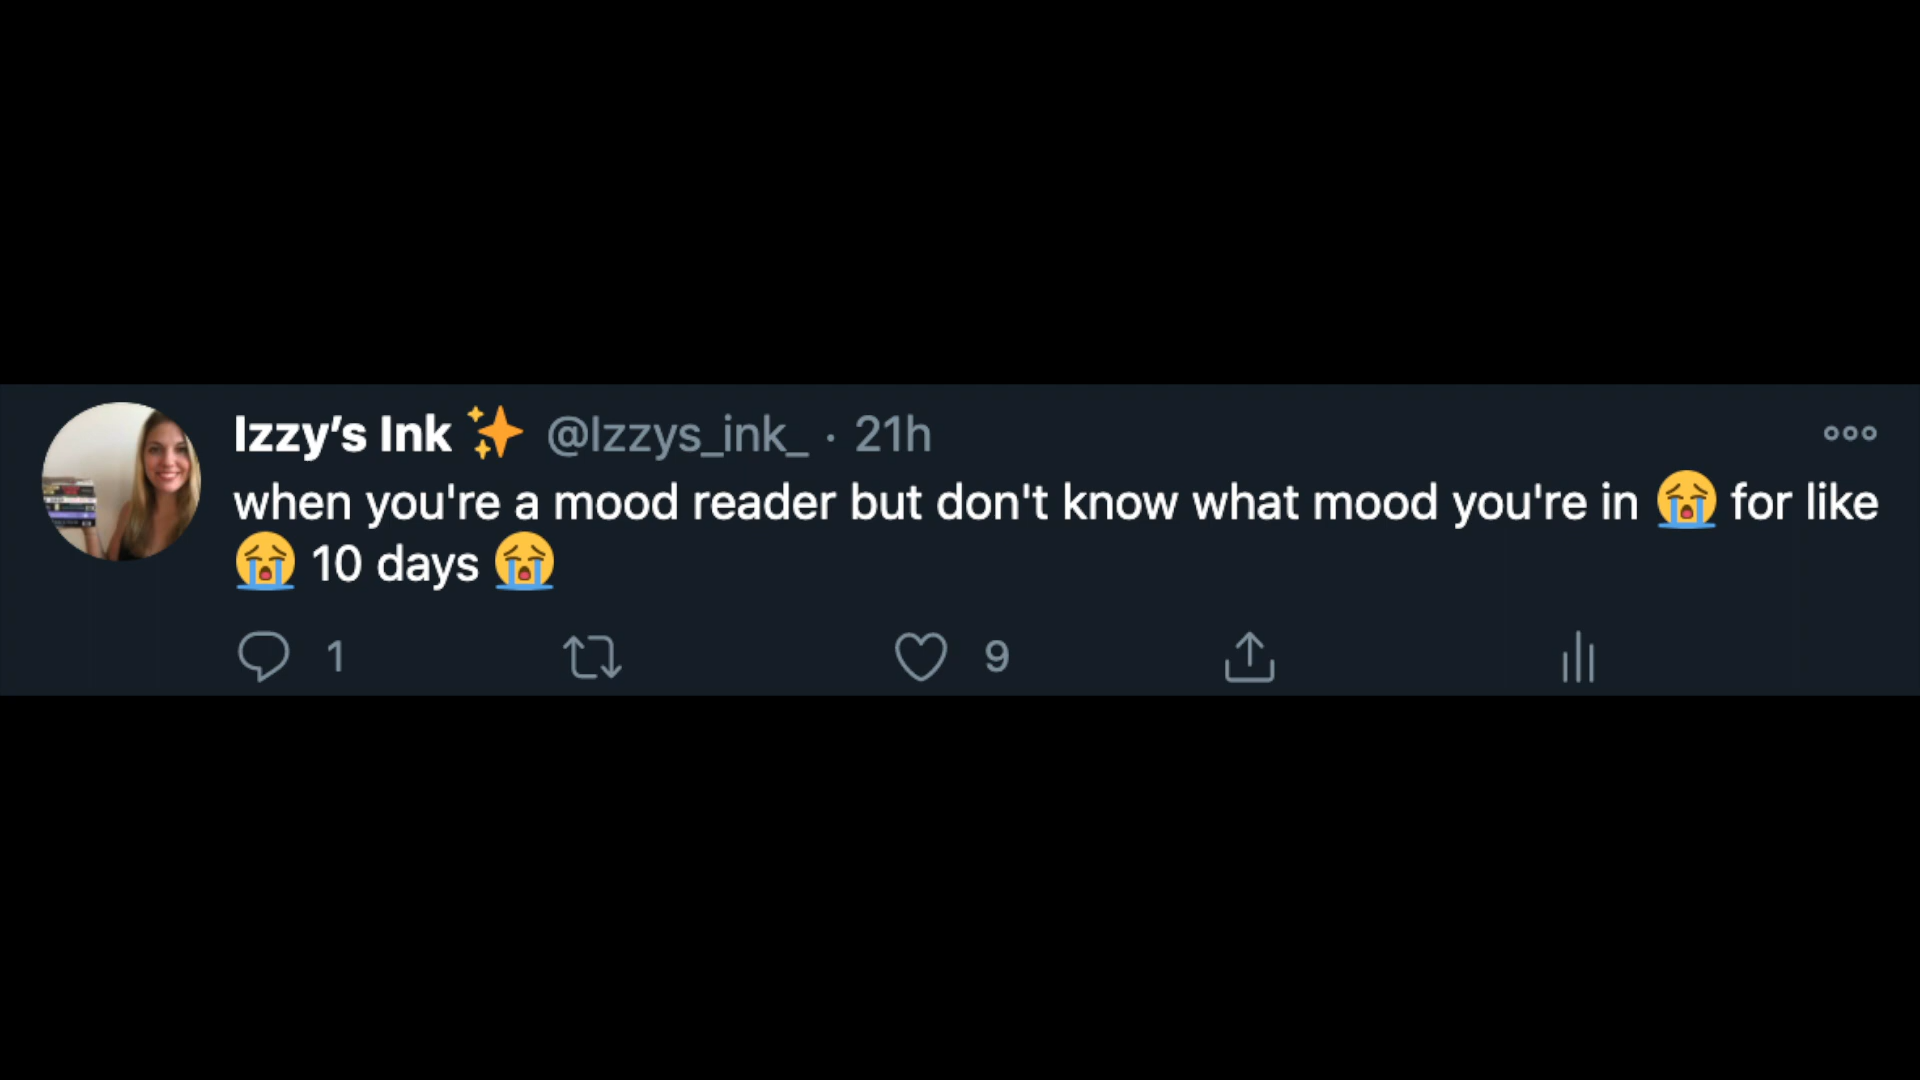 Izzy's Ink ✨ @Izzys_ink_ · 21h
when you're a mood reader but don't know what mood you're in 😭 for like
😭 10 days 😭
1 9